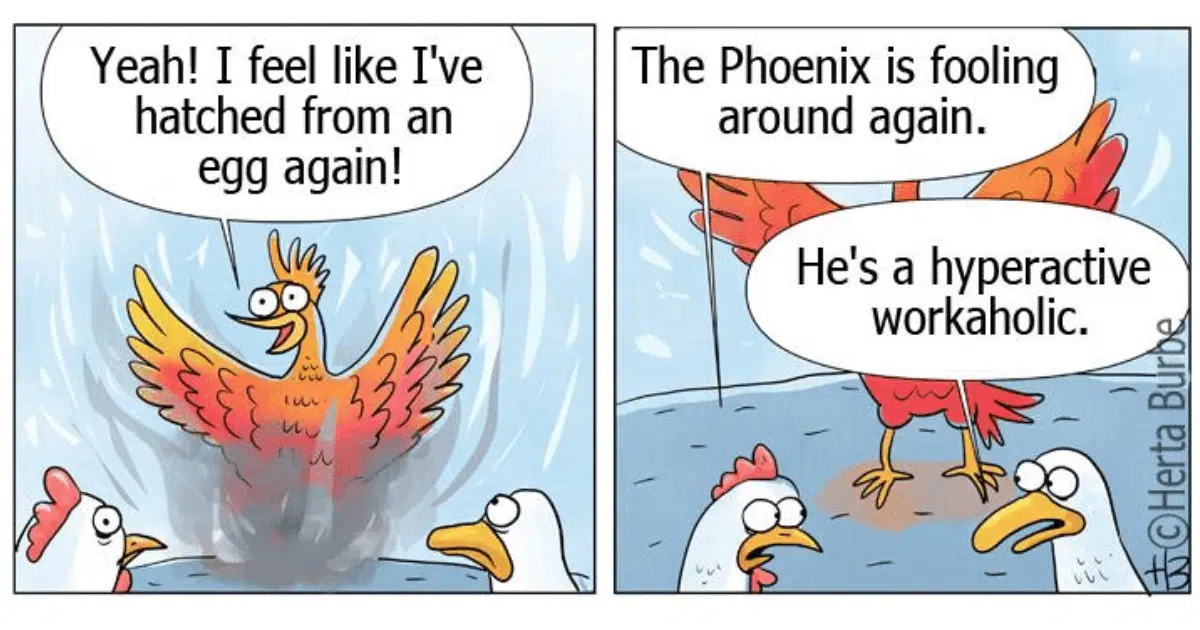 Yeah! I feel like I've
hatched from an
egg again!
The Phoenix is fooling
around again.
He's a hyperactive
workaholic.
©Herta Burbe
HB